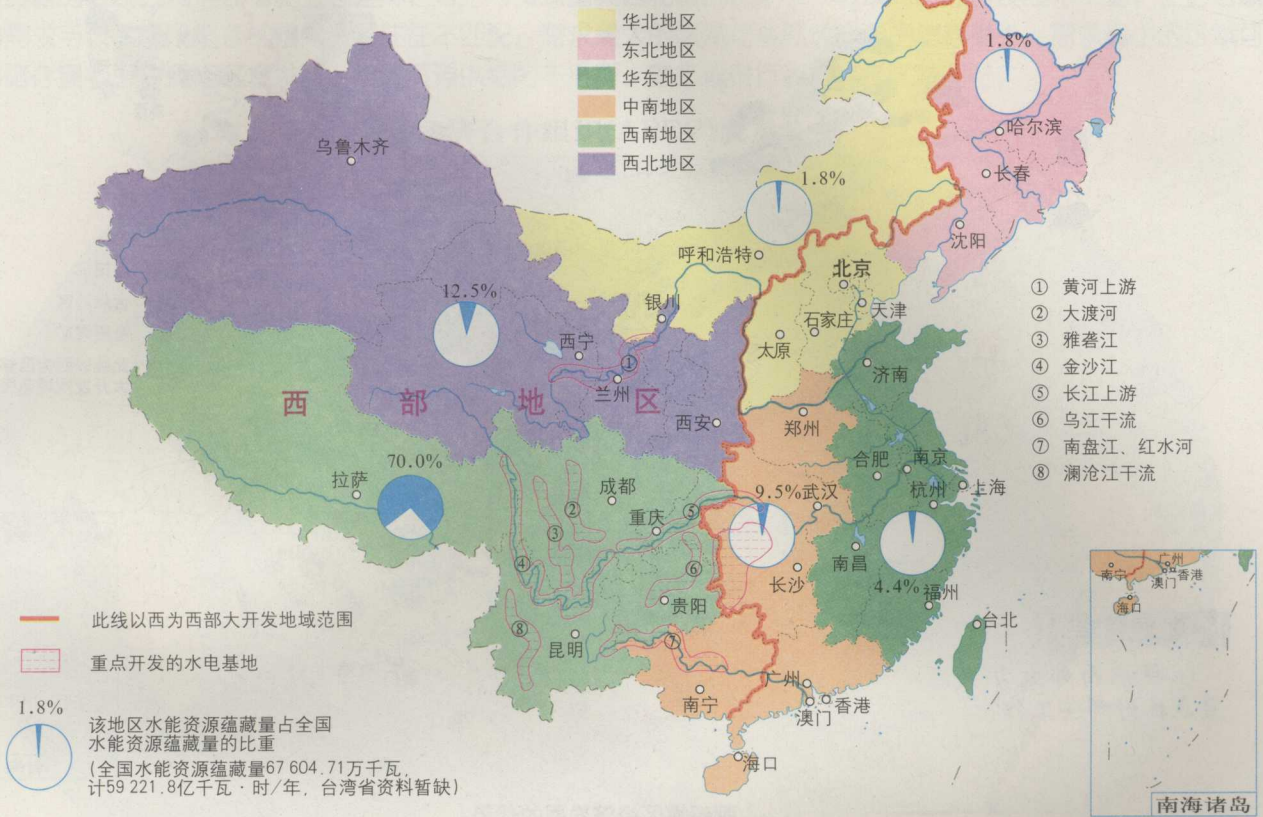 华北地区
东北地区
华东地区
中南地区
西南地区
西北地区
1.8%
哈尔滨
长春
沈阳
乌鲁木齐
1.8%
呼和浩特
北京
天津
石家庄
太原
银川
12.5%
西宁
①
兰州
西安
济南
郑州
西部地区
① 黄河上游
② 大渡河
③ 雅砻江
④ 金沙江
⑤ 长江上游
⑥ 乌江干流
⑦ 南盘江、红水河
⑧ 澜沧江干流
70.0%
拉萨
成都
重庆
⑤
②
③
④
⑥
⑧
⑦
9.5%
武汉
合肥
南京
上海
杭州
南昌
长沙
4.4%
福州
台北
贵阳
昆明
南宁
广州
澳门
香港
海口
此线以西为西部大开发地域范围
重点开发的水电基地
1.8%
该地区水能资源蕴藏量占全国
水能资源蕴藏量的比重
(全国水能资源蕴藏量67 604.71万千瓦,
计59 221.8亿千瓦·时/年, 台湾省资料暂缺)
南宁
广州
澳门
香港
海口
南海诸岛